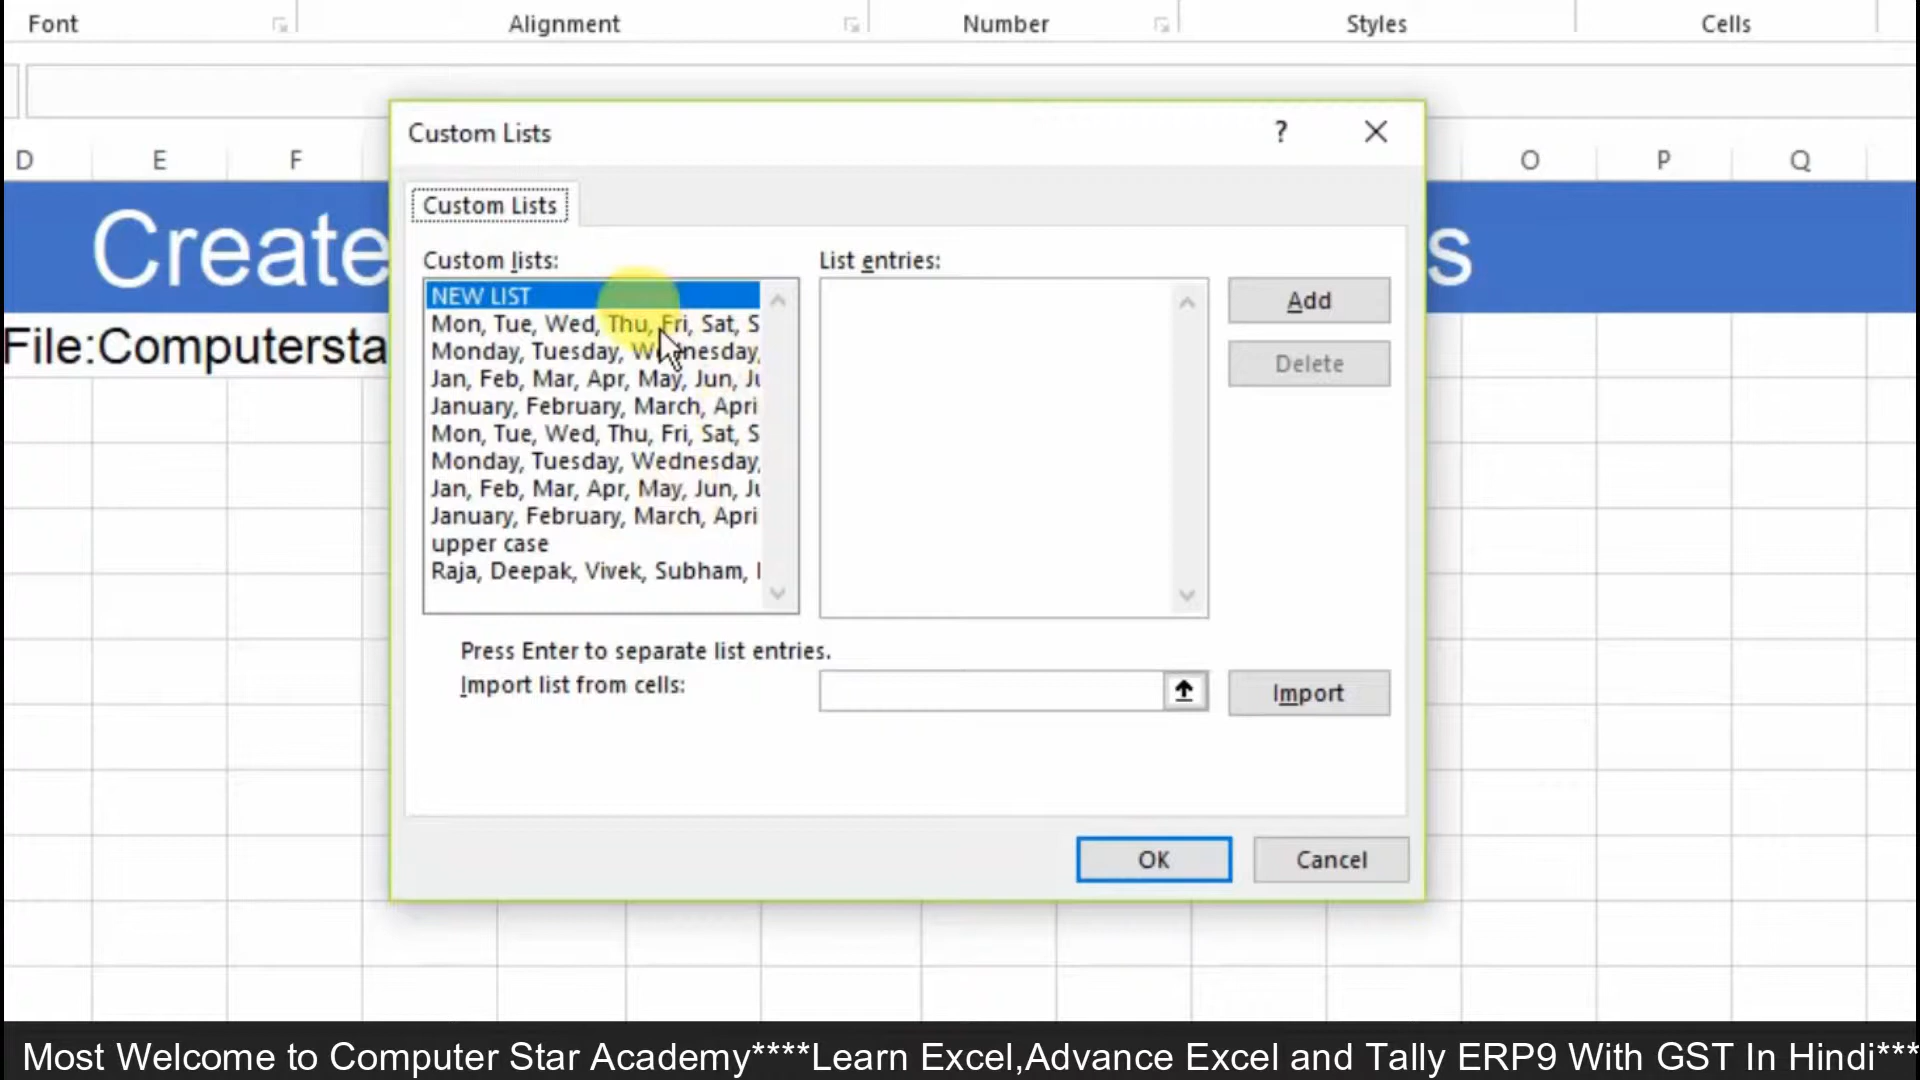 Font Alignment Number Styles Cells
Custom Lists ?
D E F O P Q
Custom Lists
Create s
Custom lists: List entries:
NEW LIST
Add
Mon, Tue, Wed, Thu, Fri, Sat, S
File:Computersta
Monday, Tuesday, Wednesday,
Delete
Jan, Feb, Mar, Apr, May, Jun, Ju
January, February, March, Apri
Mon, Tue, Wed, Thu, Fri, Sat, S
Monday, Tuesday, Wednesday,
Jan, Feb, Mar, Apr, May, Jun, Ju
January, February, March, Apri
upper case
Raja, Deepak, Vivek, Subham,
Press Enter to separate list entries.
Import list from cells:
Import
OK Cancel
Most Welcome to Computer Star Academy****Learn Excel,Advance Excel and Tally ERP9 With GST In Hindi***